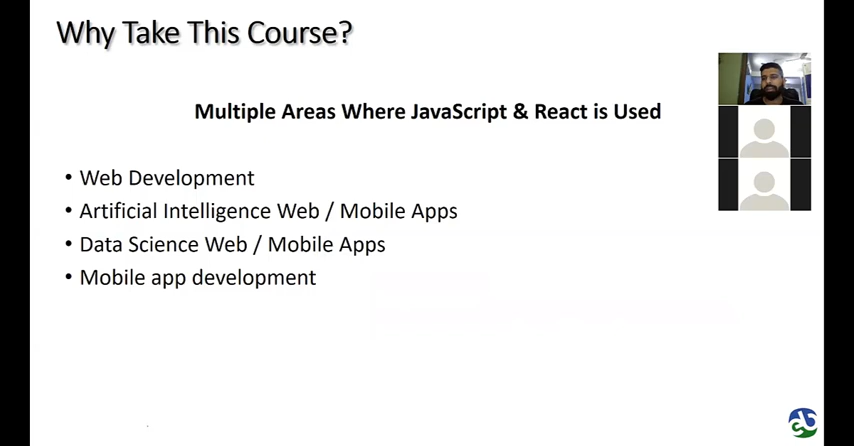 Why Take This Course?
Multiple Areas Where JavaScript & React is Used
• Web Development
• Artificial Intelligence Web / Mobile Apps
• Data Science Web / Mobile Apps
• Mobile app development